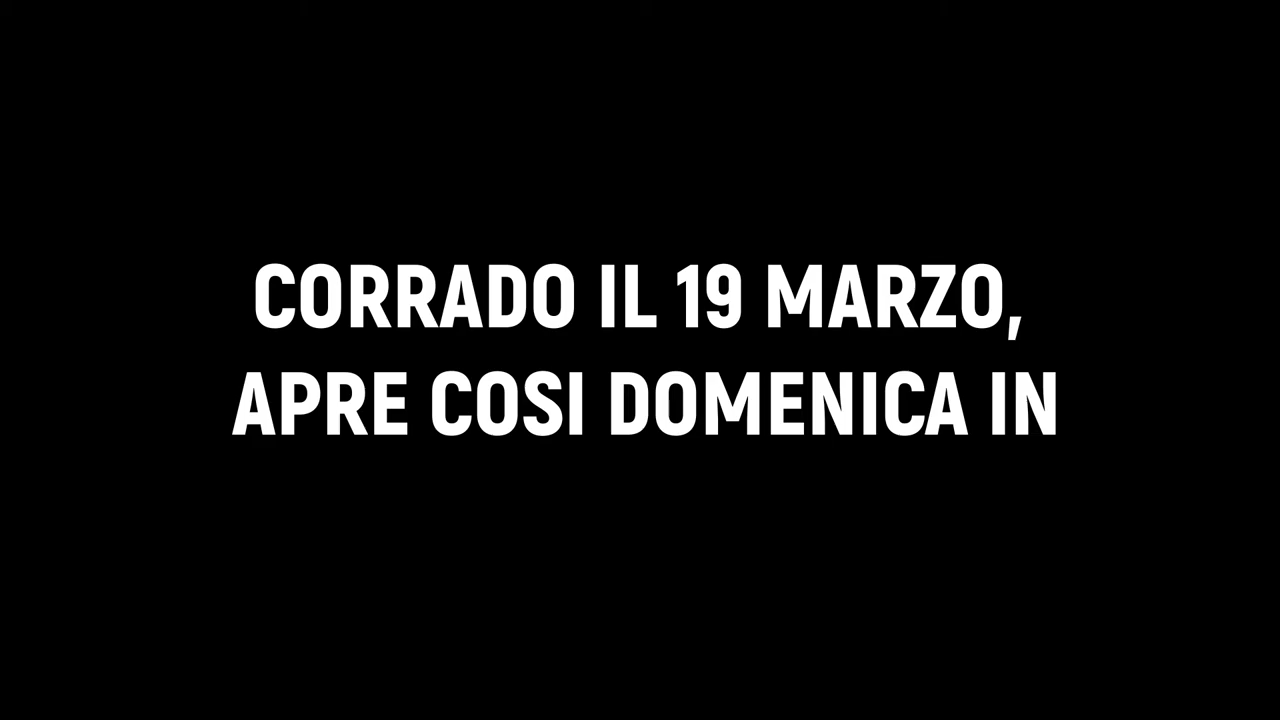 CORRADO IL 19 MARZO,
APRE COSI DOMENICA IN